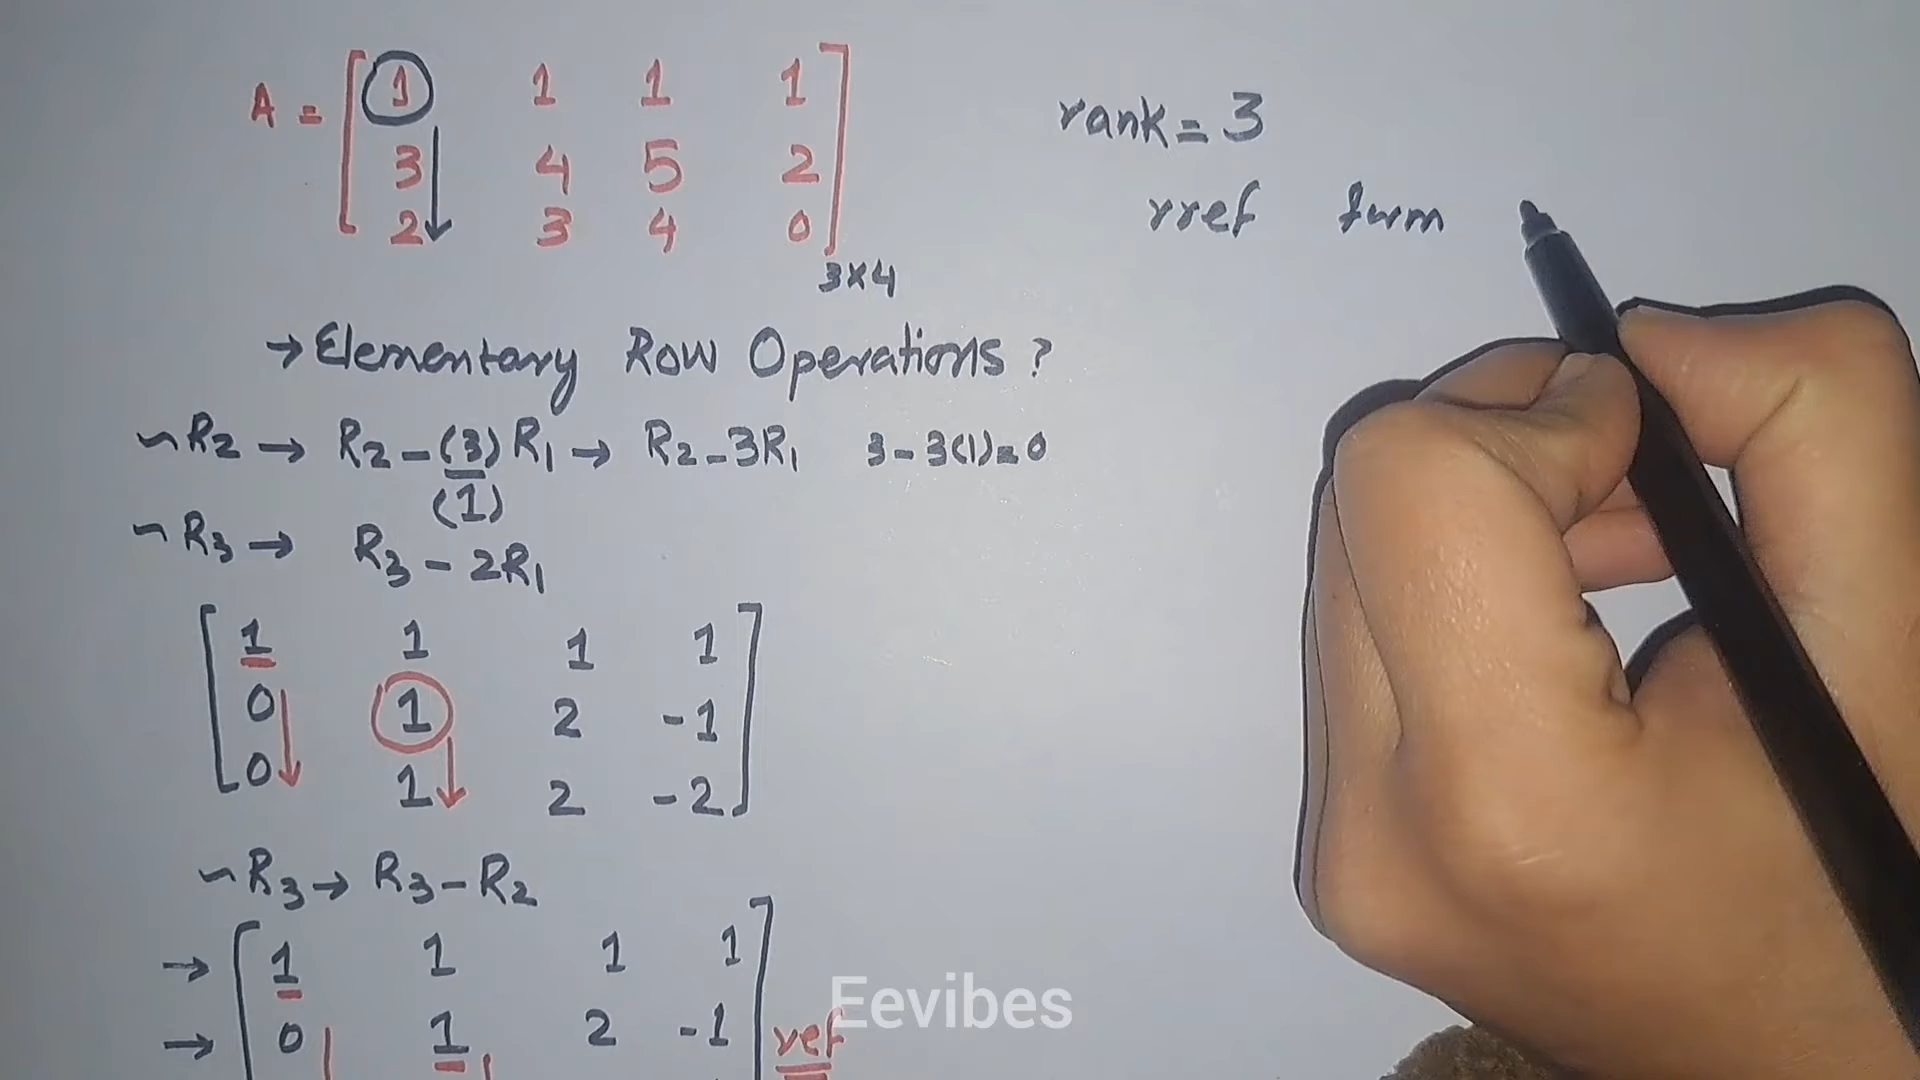 A = [ 1 1 1 1
3 4 5 2
2 3 4 0 ] 3×4
rank = 3
rref form
→ Elementary Row Operations ?
~R2 → R2 - (3)/(1) R1 → R2 - 3R1 3 - 3(1) = 0
~R3 → R3 - 2R1
[ 1 1 1 1
0 1 2 -1
0 1 2 -2 ]
~R3 → R3 - R2
→ [ 1 1 1 1
→ 0 1 2 -1 ] ref
Eevibes